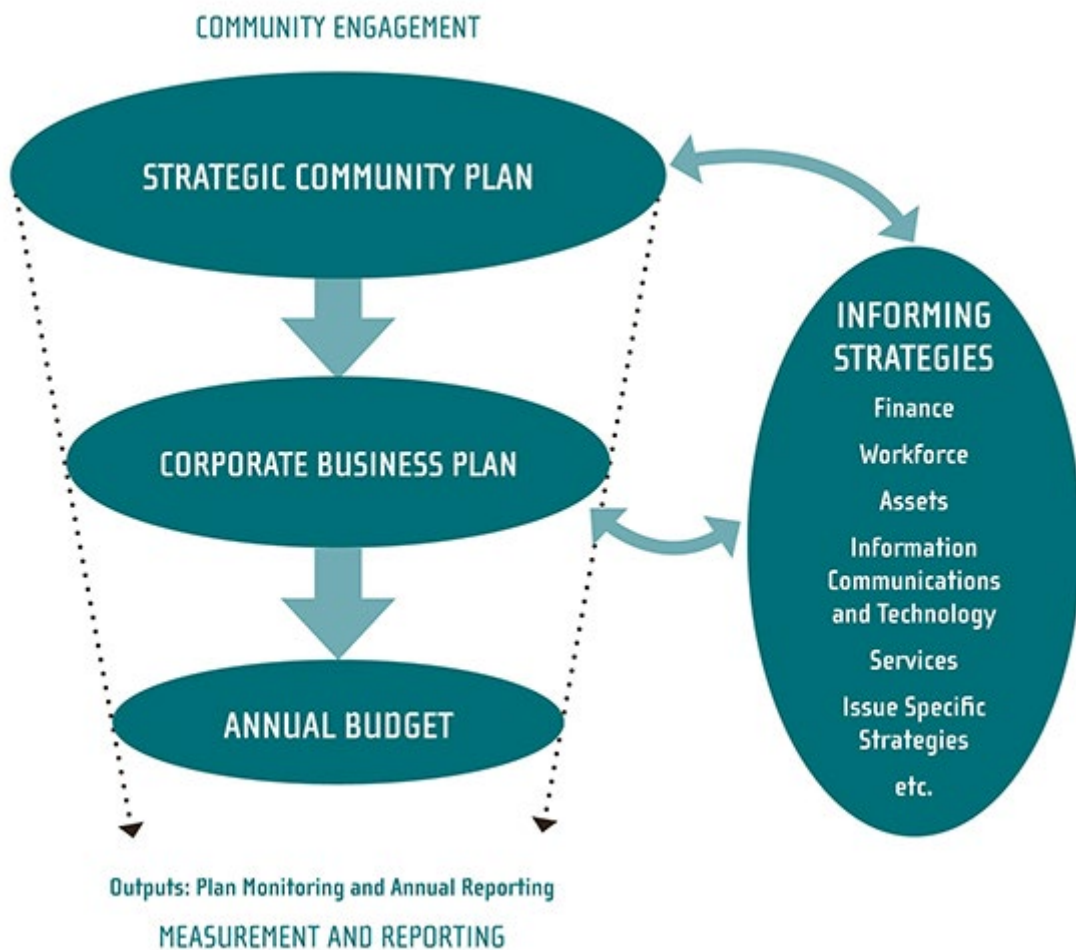 COMMUNITY ENGAGEMENT
STRATEGIC COMMUNITY PLAN
CORPORATE BUSINESS PLAN
ANNUAL BUDGET
INFORMING
STRATEGIES
Finance
Workforce
Assets
Information
Communications
and Technology
Services
Issue Specific
Strategies
etc.
Outputs: Plan Monitoring and Annual Reporting
MEASUREMENT AND REPORTING